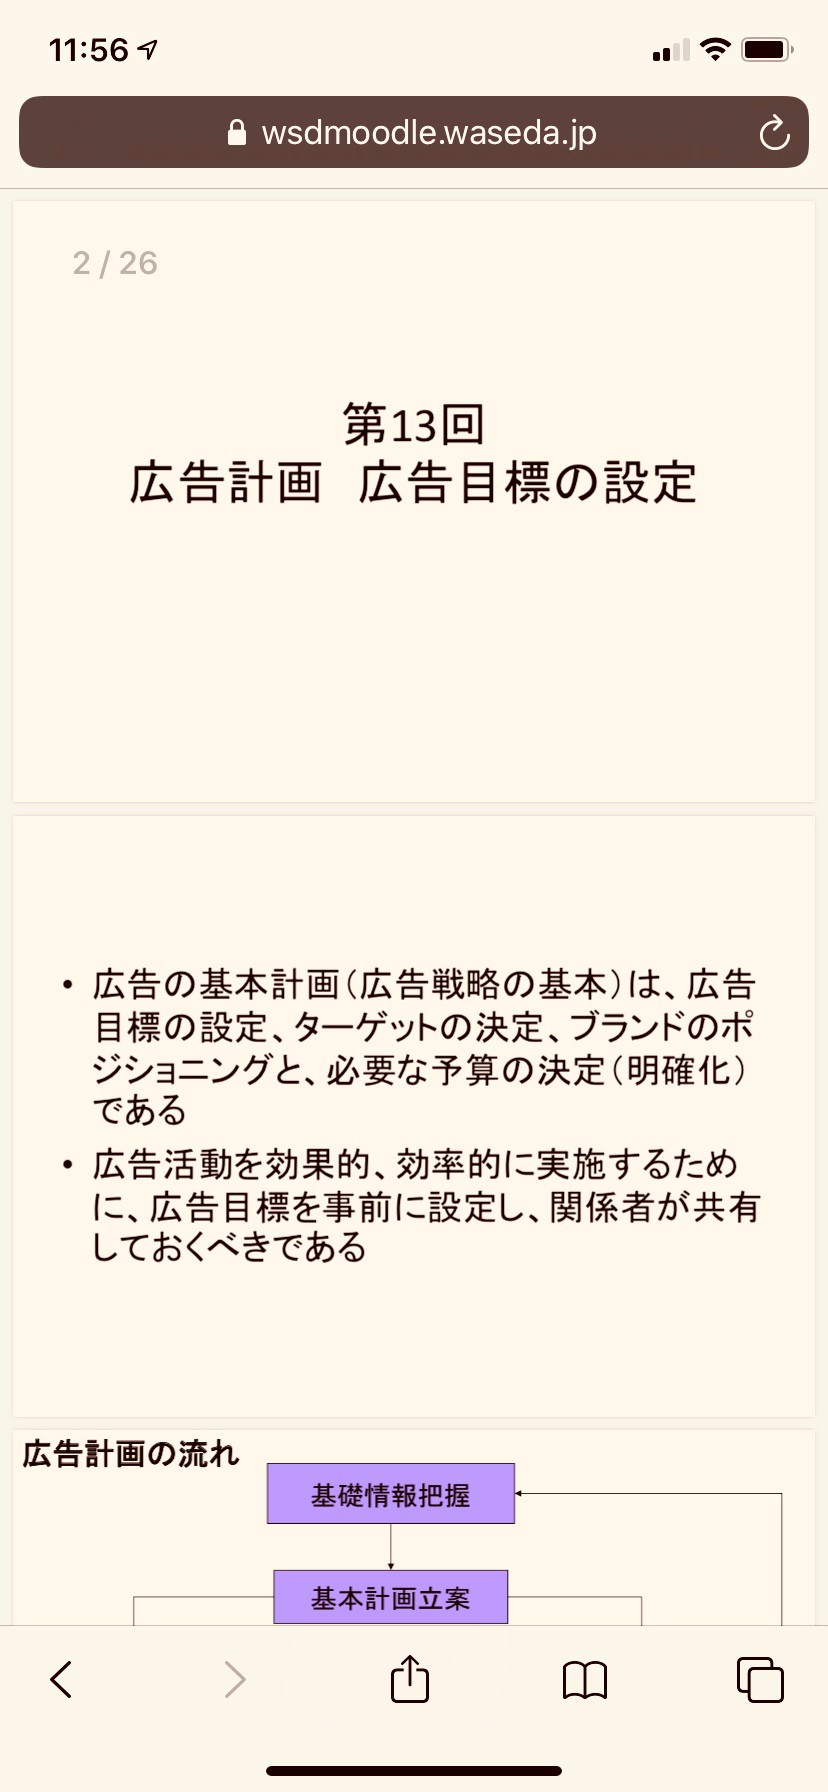 11:56
wsdmoodle.waseda.jp
2 / 26
第13回
広告計画　広告目標の設定
• 広告の基本計画（広告戦略の基本）は、広告
目標の設定、ターゲットの決定、ブランドのポ
ジショニングと、必要な予算の決定（明確化）
である
• 広告活動を効果的、効率的に実施するため
に、広告目標を事前に設定し、関係者が共有
しておくべきである
広告計画の流れ
基礎情報把握
基本計画立案